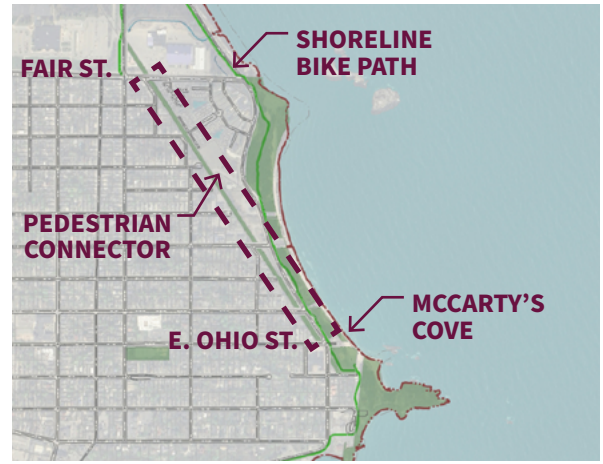 SHORELINE
BIKE PATH
FAIR ST.
PEDESTRIAN
CONNECTOR
MCCARTY'S
COVE
E. OHIO ST.